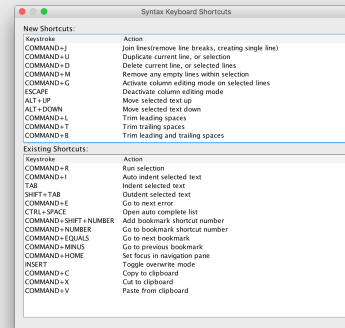 Syntax Keyboard Shortcuts
New Shortcuts:
Keystroke Action
COMMAND+J Join lines(remove line breaks, creating single line)
COMMAND+U Duplicate current line, or selection
COMMAND+D Delete current line, or selected lines
COMMAND+M Remove any empty lines within selection
COMMAND+G Activate column editing mode on selected lines
ESCAPE Deactivate column editing mode
ALT+UP Move selected text up
ALT+DOWN Move selected text down
COMMAND+L Trim leading spaces
COMMAND+T Trim trailing spaces
COMMAND+B Trim leading and trailing spaces
Existing Shortcuts:
Keystroke Action
COMMAND+R Run selection
COMMAND+I Auto indent selected text
TAB Indent selected text
SHIFT+TAB Outdent selected text
COMMAND+E Go to next error
CTRL+SPACE Open auto complete list
COMMAND+SHIFT+NUMBER Add bookmark shortcut number
COMMAND+NUMBER Go to bookmark shortcut number
COMMAND+EQUALS Go to next bookmark
COMMAND+MINUS Go to previous bookmark
COMMAND+HOME Set focus in navigation pane
INSERT Toggle overwrite mode
COMMAND+C Copy to clipboard
COMMAND+X Cut to clipboard
COMMAND+V Paste from clipboard